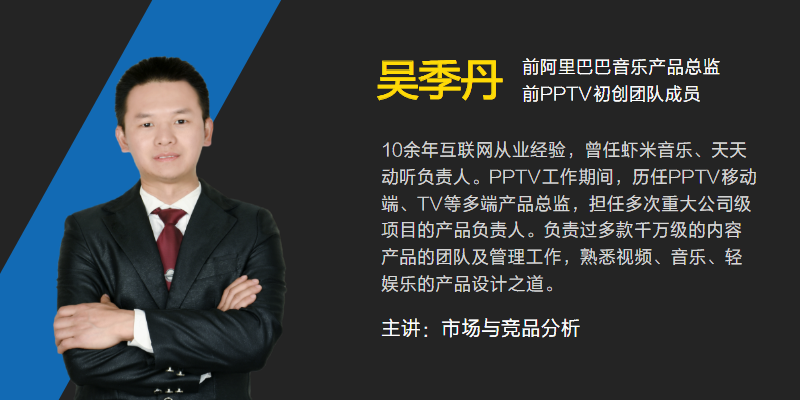 吴季丹
前阿里巴巴音乐产品总监
前PPTV初创团队成员
10余年互联网从业经验，曾任虾米音乐、天天
动听负责人。PPTV工作期间，历任PPTV移动
端、TV等多端产品总监，担任多次重大公司级
项目的产品负责人。负责过多款千万级的内容
产品的团队及管理工作，熟悉视频、音乐、轻
娱乐的产品设计之道。
主讲：市场与竞品分析